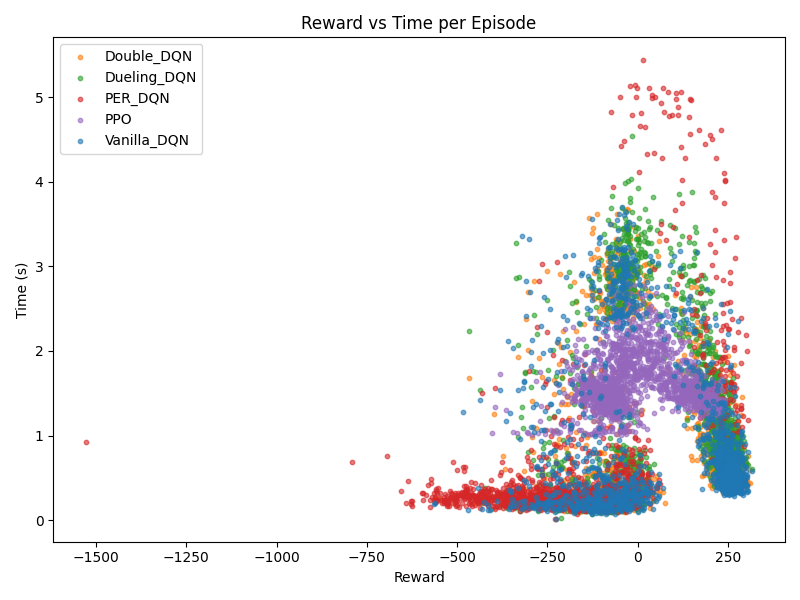 Reward vs Time per Episode
Double_DQN
Dueling_DQN
PER_DQN
PPO
Vanilla_DQN
Time (s)
5
4
3
2
1
0
−1500
−1250
−1000
−750
−500
−250
0
250
Reward